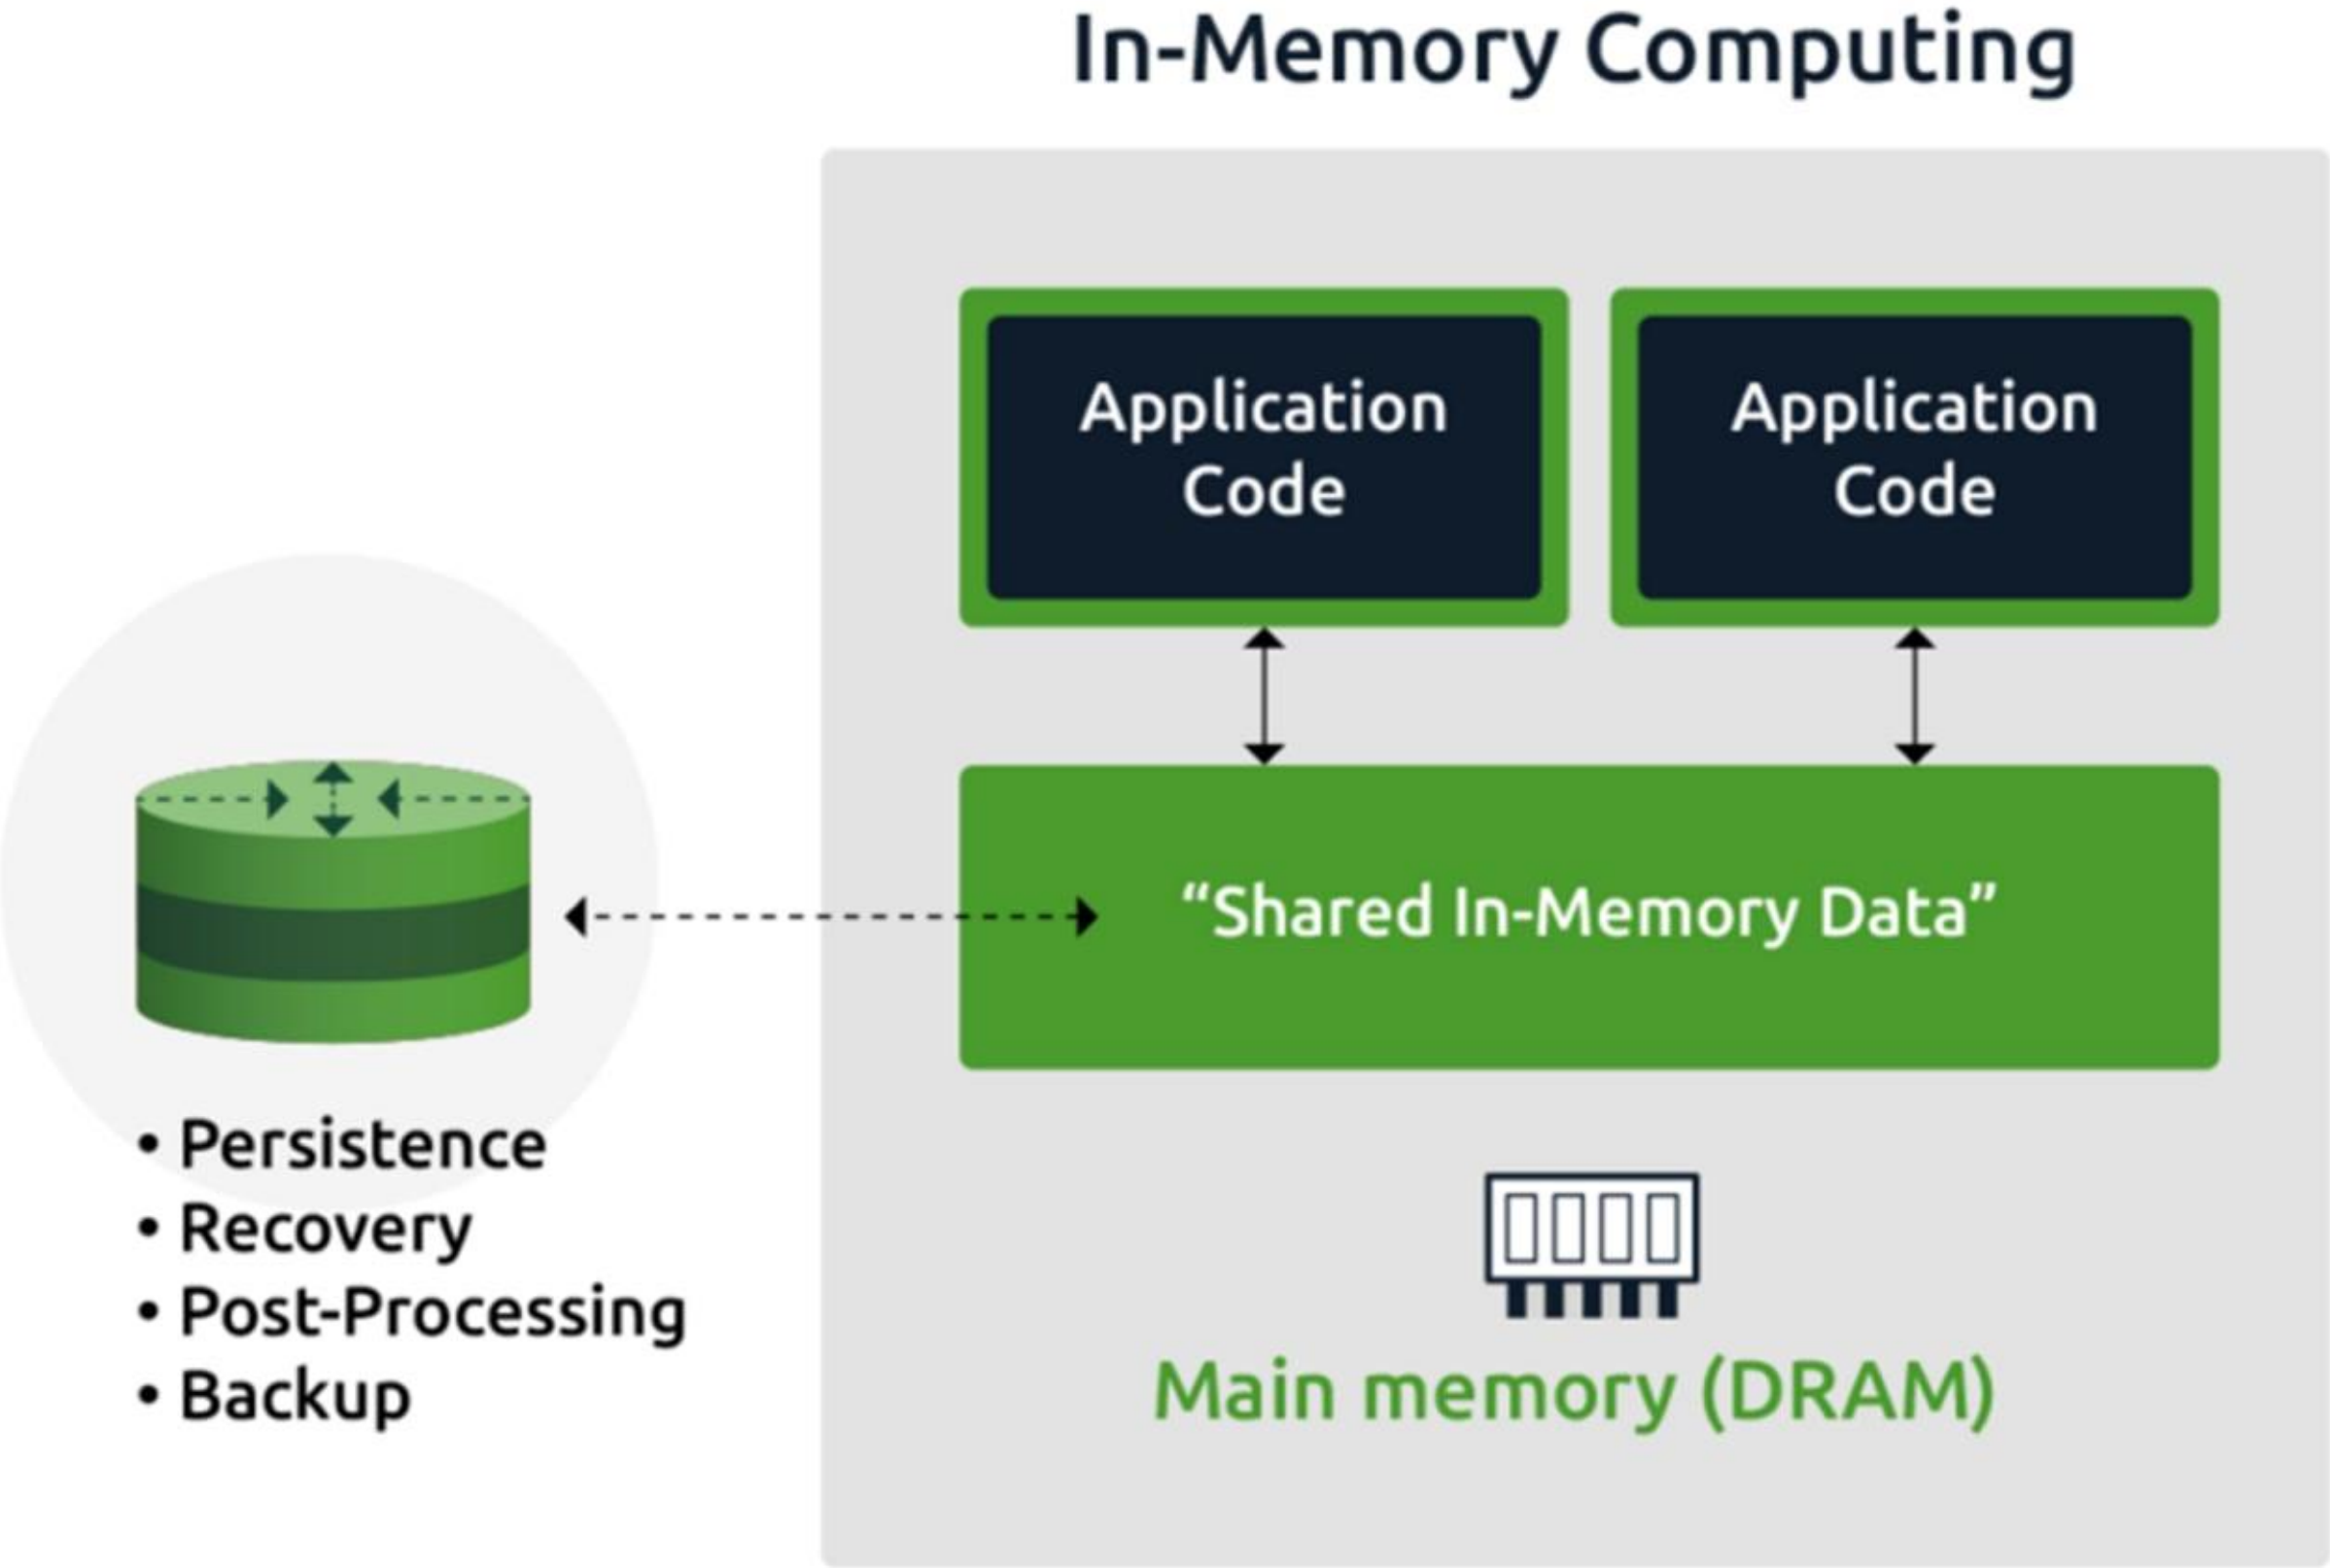 In-Memory Computing
Application
Code
Application
Code
“Shared In-Memory Data”
• Persistence
• Recovery
• Post-Processing
• Backup
Main memory (DRAM)